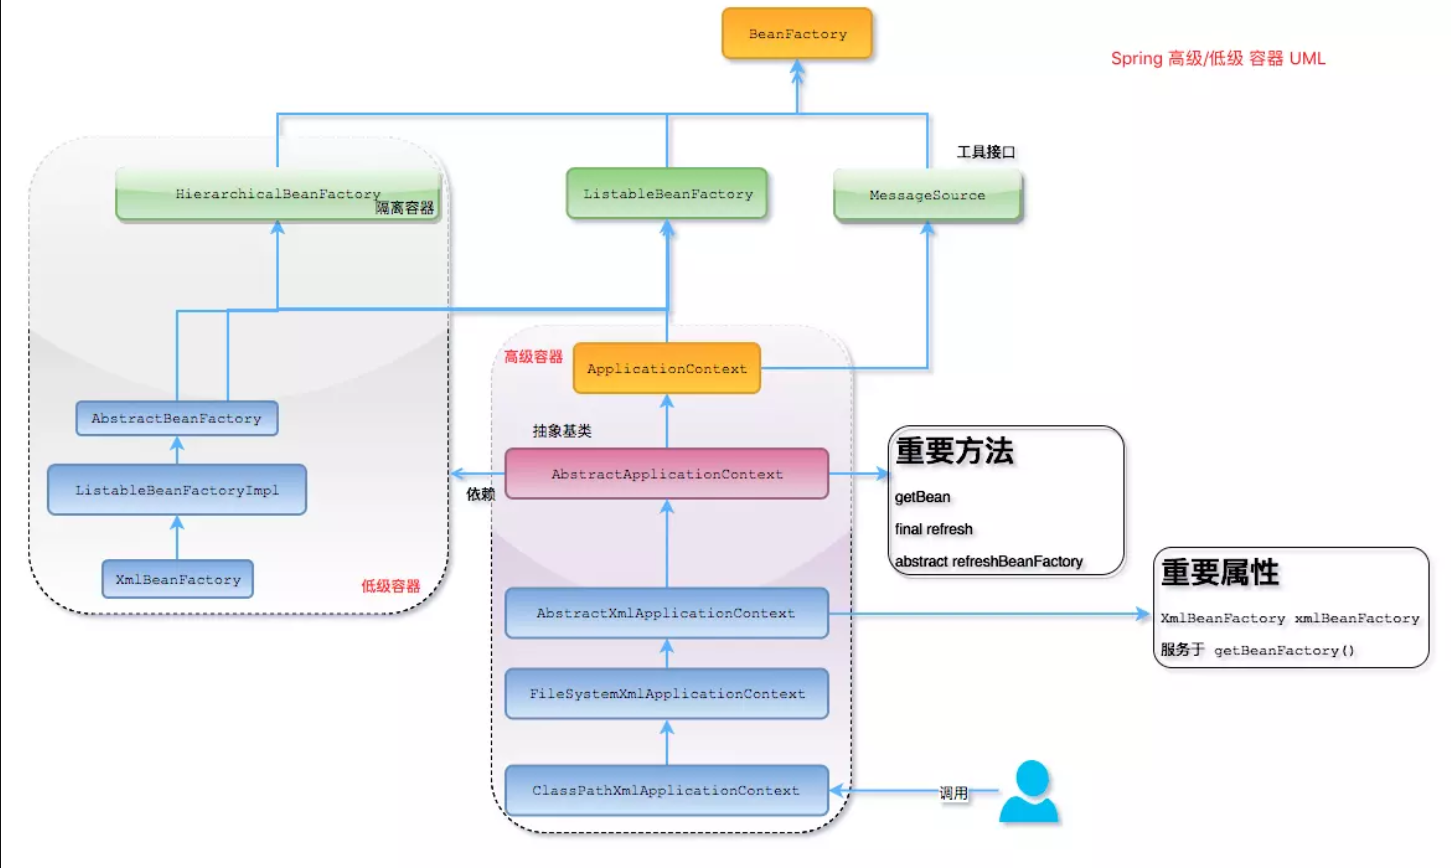 BeanFactory
Spring 高级/低级 容器 UML
工具接口
HierarchicalBeanFactory
隔离容器
ListableBeanFactory
MessageSource
高级容器
ApplicationContext
AbstractBeanFactory
抽象基类
AbstractApplicationContext
依赖
ListableBeanFactoryImpl
XmlBeanFactory
低级容器
重要方法
getBean
final refresh
abstract refreshBeanFactory
AbstractXmlApplicationContext
重要属性
XmlBeanFactory xmlBeanFactory
服务于 getBeanFactory()
FileSystemXmlApplicationContext
ClassPathXmlApplicationContext
调用